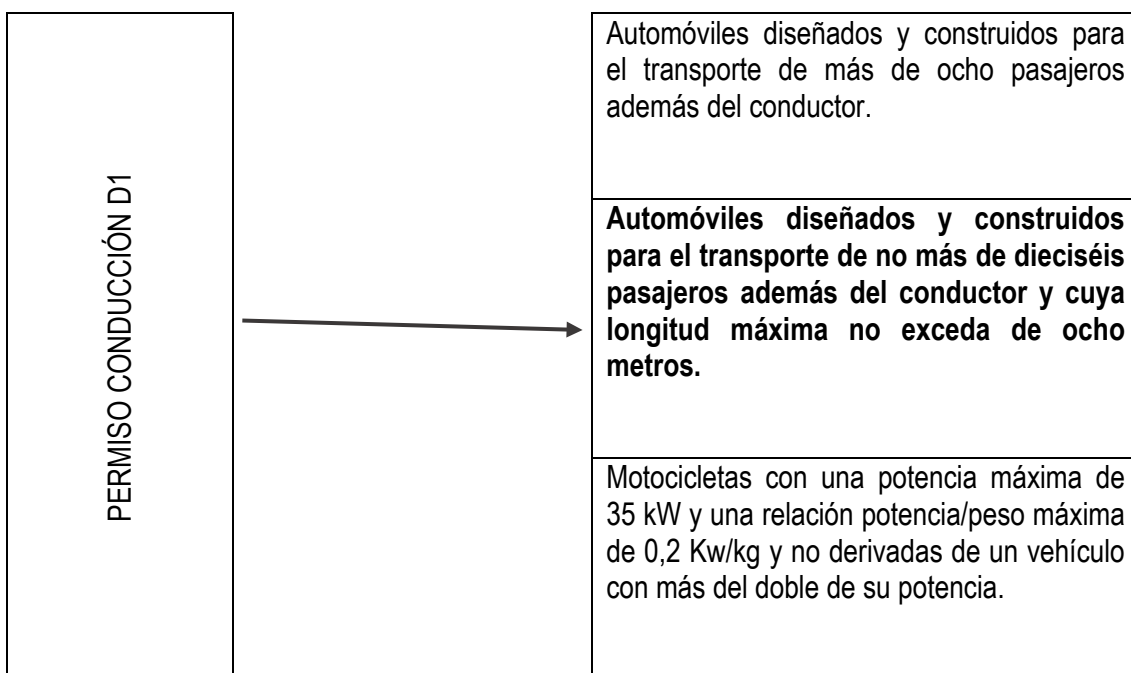 PERMISO CONDUCCIÓN D1
Automóviles diseñados y construidos para
el transporte de más de ocho pasajeros
además del conductor.
Automóviles diseñados y construidos
para el transporte de no más de dieciséis
pasajeros además del conductor y cuya
longitud máxima no exceda de ocho
metros.
Motocicletas con una potencia máxima de
35 kW y una relación potencia/peso máxima
de 0,2 Kw/kg y no derivadas de un vehículo
con más del doble de su potencia.